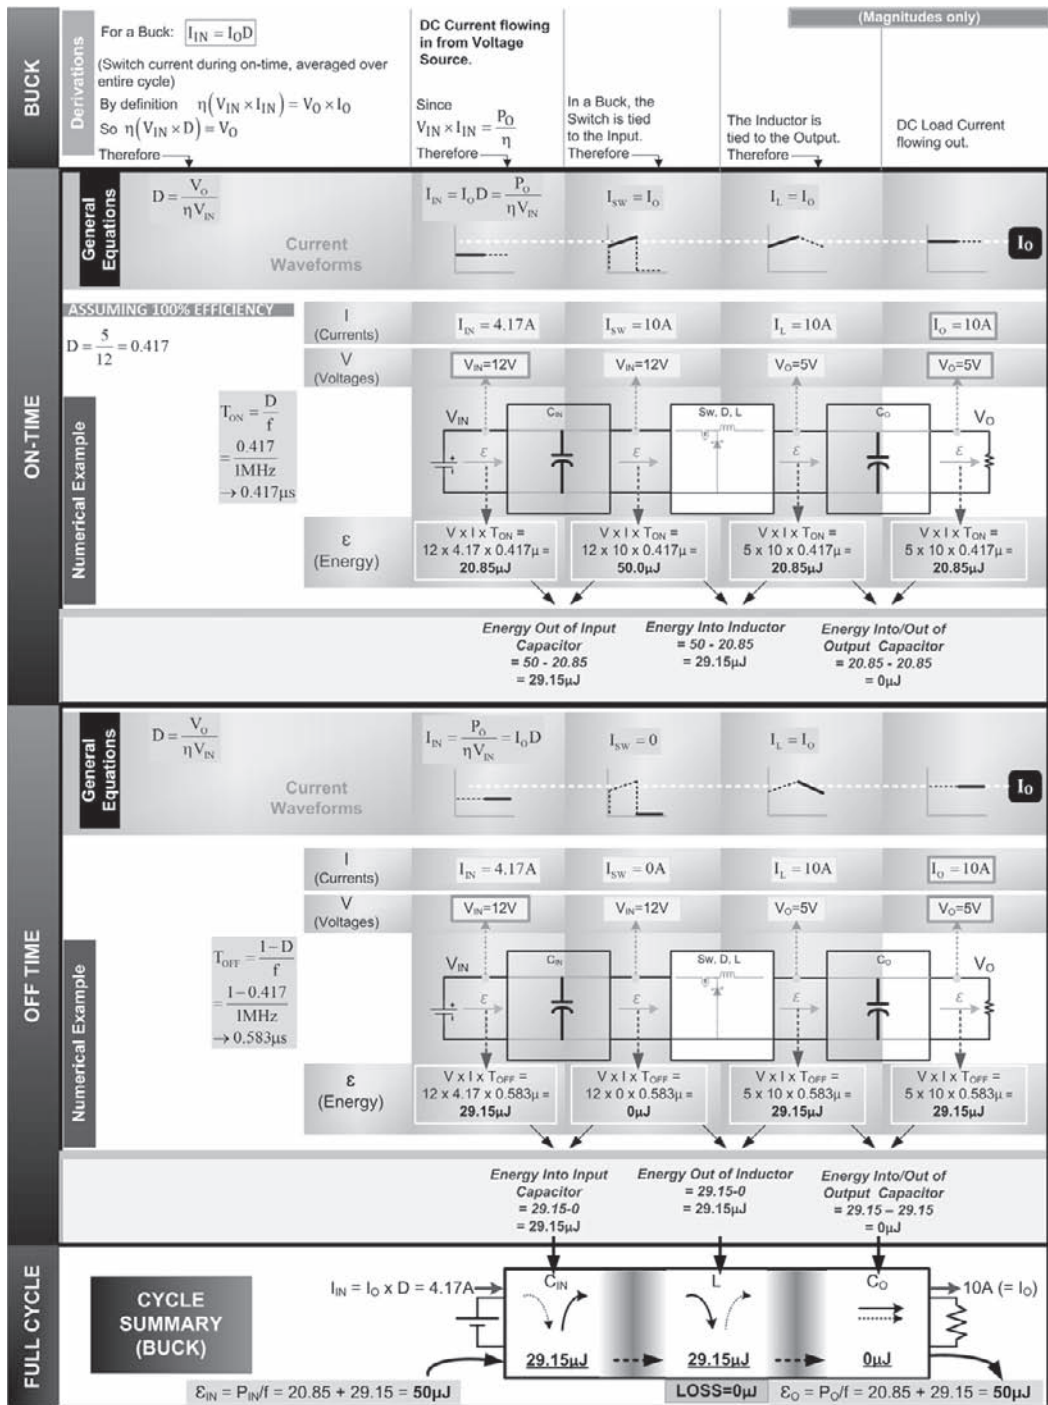 (Magnitudes only)
BUCK
Derivations
For a Buck: I_IN = I_O D
(Switch current during on-time, averaged over
entire cycle)
By definition η(V_IN × I_IN) = V_O × I_O
So η(V_IN × D) = V_O
Therefore
DC Current flowing
in from Voltage
Source.
Since
V_IN × I_IN = P_O/η
Therefore
In a Buck, the
Switch is tied
to the Input.
Therefore
The Inductor is
tied to the Output.
Therefore
DC Load Current
flowing out.
ON-TIME
General
Equations
D = V_O/ηV_IN
I_IN = I_O D = P_O/ηV_IN
I_SW = I_O
I_L = I_O
Current
Waveforms
I_O
ASSUMING 100% EFFICIENCY
D = 5/12 = 0.417
Numerical Example
I
(Currents)
I_IN = 4.17A
I_SW = 10A
I_L = 10A
I_O = 10A
V
(Voltages)
V_IN=12V
V_IN=12V
V_O=5V
V_O=5V
T_ON = D/f
= 0.417/1MHz
→ 0.417µs
V_IN
C_IN
Sw, D, L
C_O
V_O
ε
ε
ε
ε
ε
(Energy)
V x I x T_ON =
12 x 4.17 x 0.417µ =
20.85µJ
V x I x T_ON =
12 x 10 x 0.417µ =
50.0µJ
V x I x T_ON =
5 x 10 x 0.417µ =
20.85µJ
V x I x T_ON =
5 x 10 x 0.417µ =
20.85µJ
Energy Out of Input
Capacitor
= 50 - 20.85
= 29.15µJ
Energy Into Inductor
= 50 - 20.85
= 29.15µJ
Energy Into/Out of
Output Capacitor
= 20.85 - 20.85
= 0µJ
OFF TIME
General
Equations
D = V_O/ηV_IN
I_IN = P_O/ηV_IN = I_O D
I_SW = 0
I_L = I_O
Current
Waveforms
I_O
Numerical Example
I
(Currents)
I_IN = 4.17A
I_SW = 0A
I_L = 10A
I_O = 10A
V
(Voltages)
V_IN=12V
V_IN=12V
V_O=5V
V_O=5V
T_OFF = 1−D/f
= 1−0.417/1MHz
→ 0.583µs
V_IN
C_IN
Sw, D, L
C_O
V_O
ε
ε
ε
ε
ε
(Energy)
V x I x T_OFF =
12 x 4.17 x 0.583µ =
29.15µJ
V x I x T_OFF =
12 x 0 x 0.583µ =
0µJ
V x I x T_OFF =
5 x 10 x 0.583µ =
29.15µJ
V x I x T_OFF =
5 x 10 x 0.583µ =
29.15µJ
Energy Into Input
Capacitor
= 29.15-0
= 29.15µJ
Energy Out of Inductor
= 29.15-0
= 29.15µJ
Energy Into/Out of
Output Capacitor
= 29.15 – 29.15
= 0µJ
FULL CYCLE
CYCLE
SUMMARY
(BUCK)
I_IN = I_O x D = 4.17A
C_IN
L
C_O
10A (= I_O)
29.15µJ
29.15µJ
0µJ
ε_IN = P_IN/f = 20.85 + 29.15 = 50µJ
LOSS=0µJ
ε_O = P_O/f = 20.85 + 29.15 = 50µJ